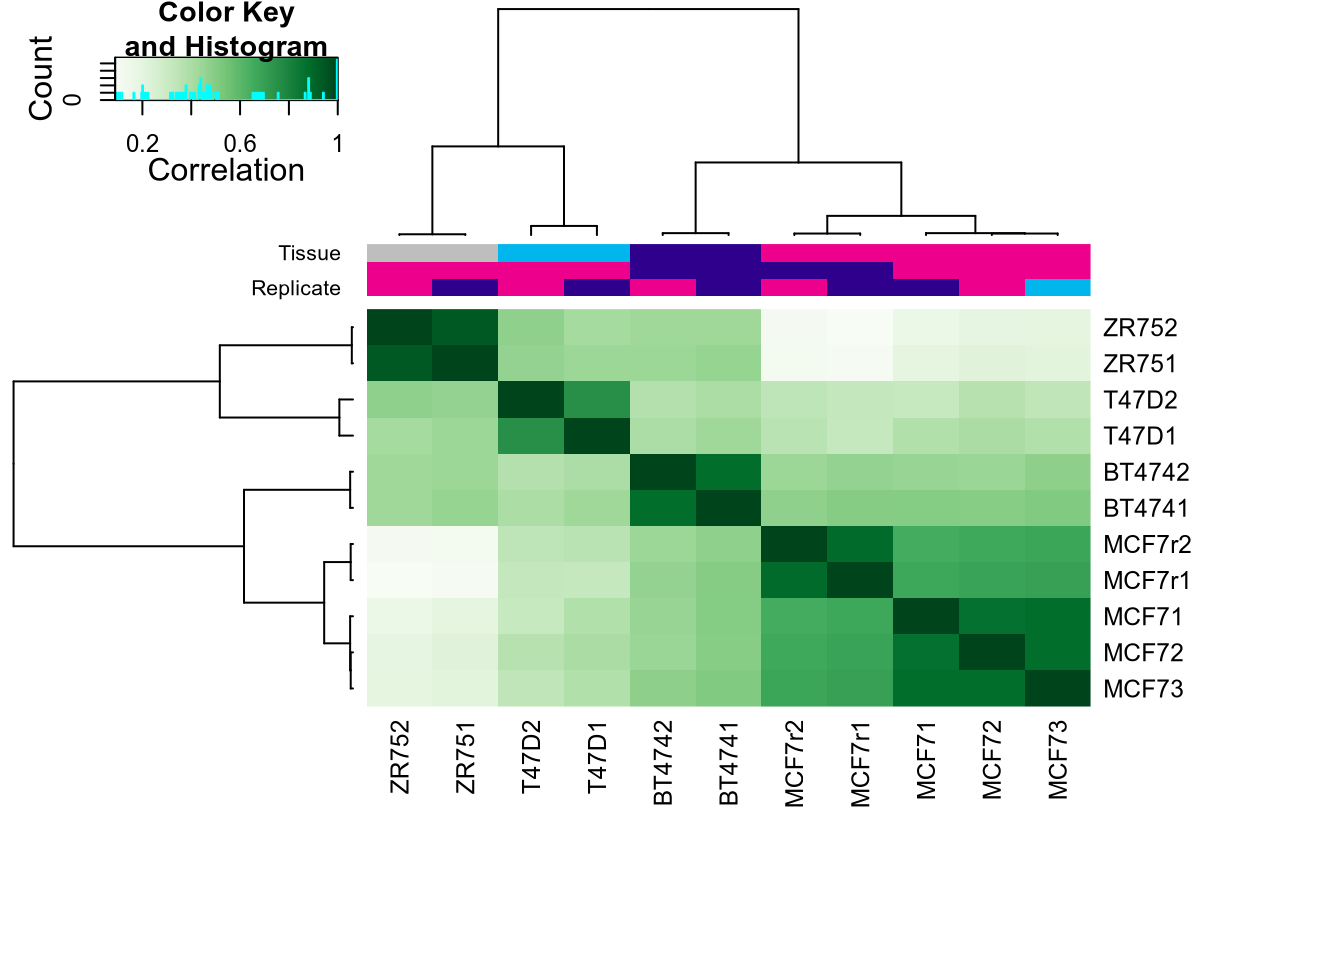 Color Key
and Histogram
Count
0
0.2 0.6 1
Correlation
Tissue
Replicate
ZR752
ZR751
T47D2
T47D1
BT4742
BT4741
MCF7r2
MCF7r1
MCF71
MCF72
MCF73
ZR752 ZR751 T47D2 T47D1 BT4742 BT4741 MCF7r2 MCF7r1 MCF71 MCF72 MCF73